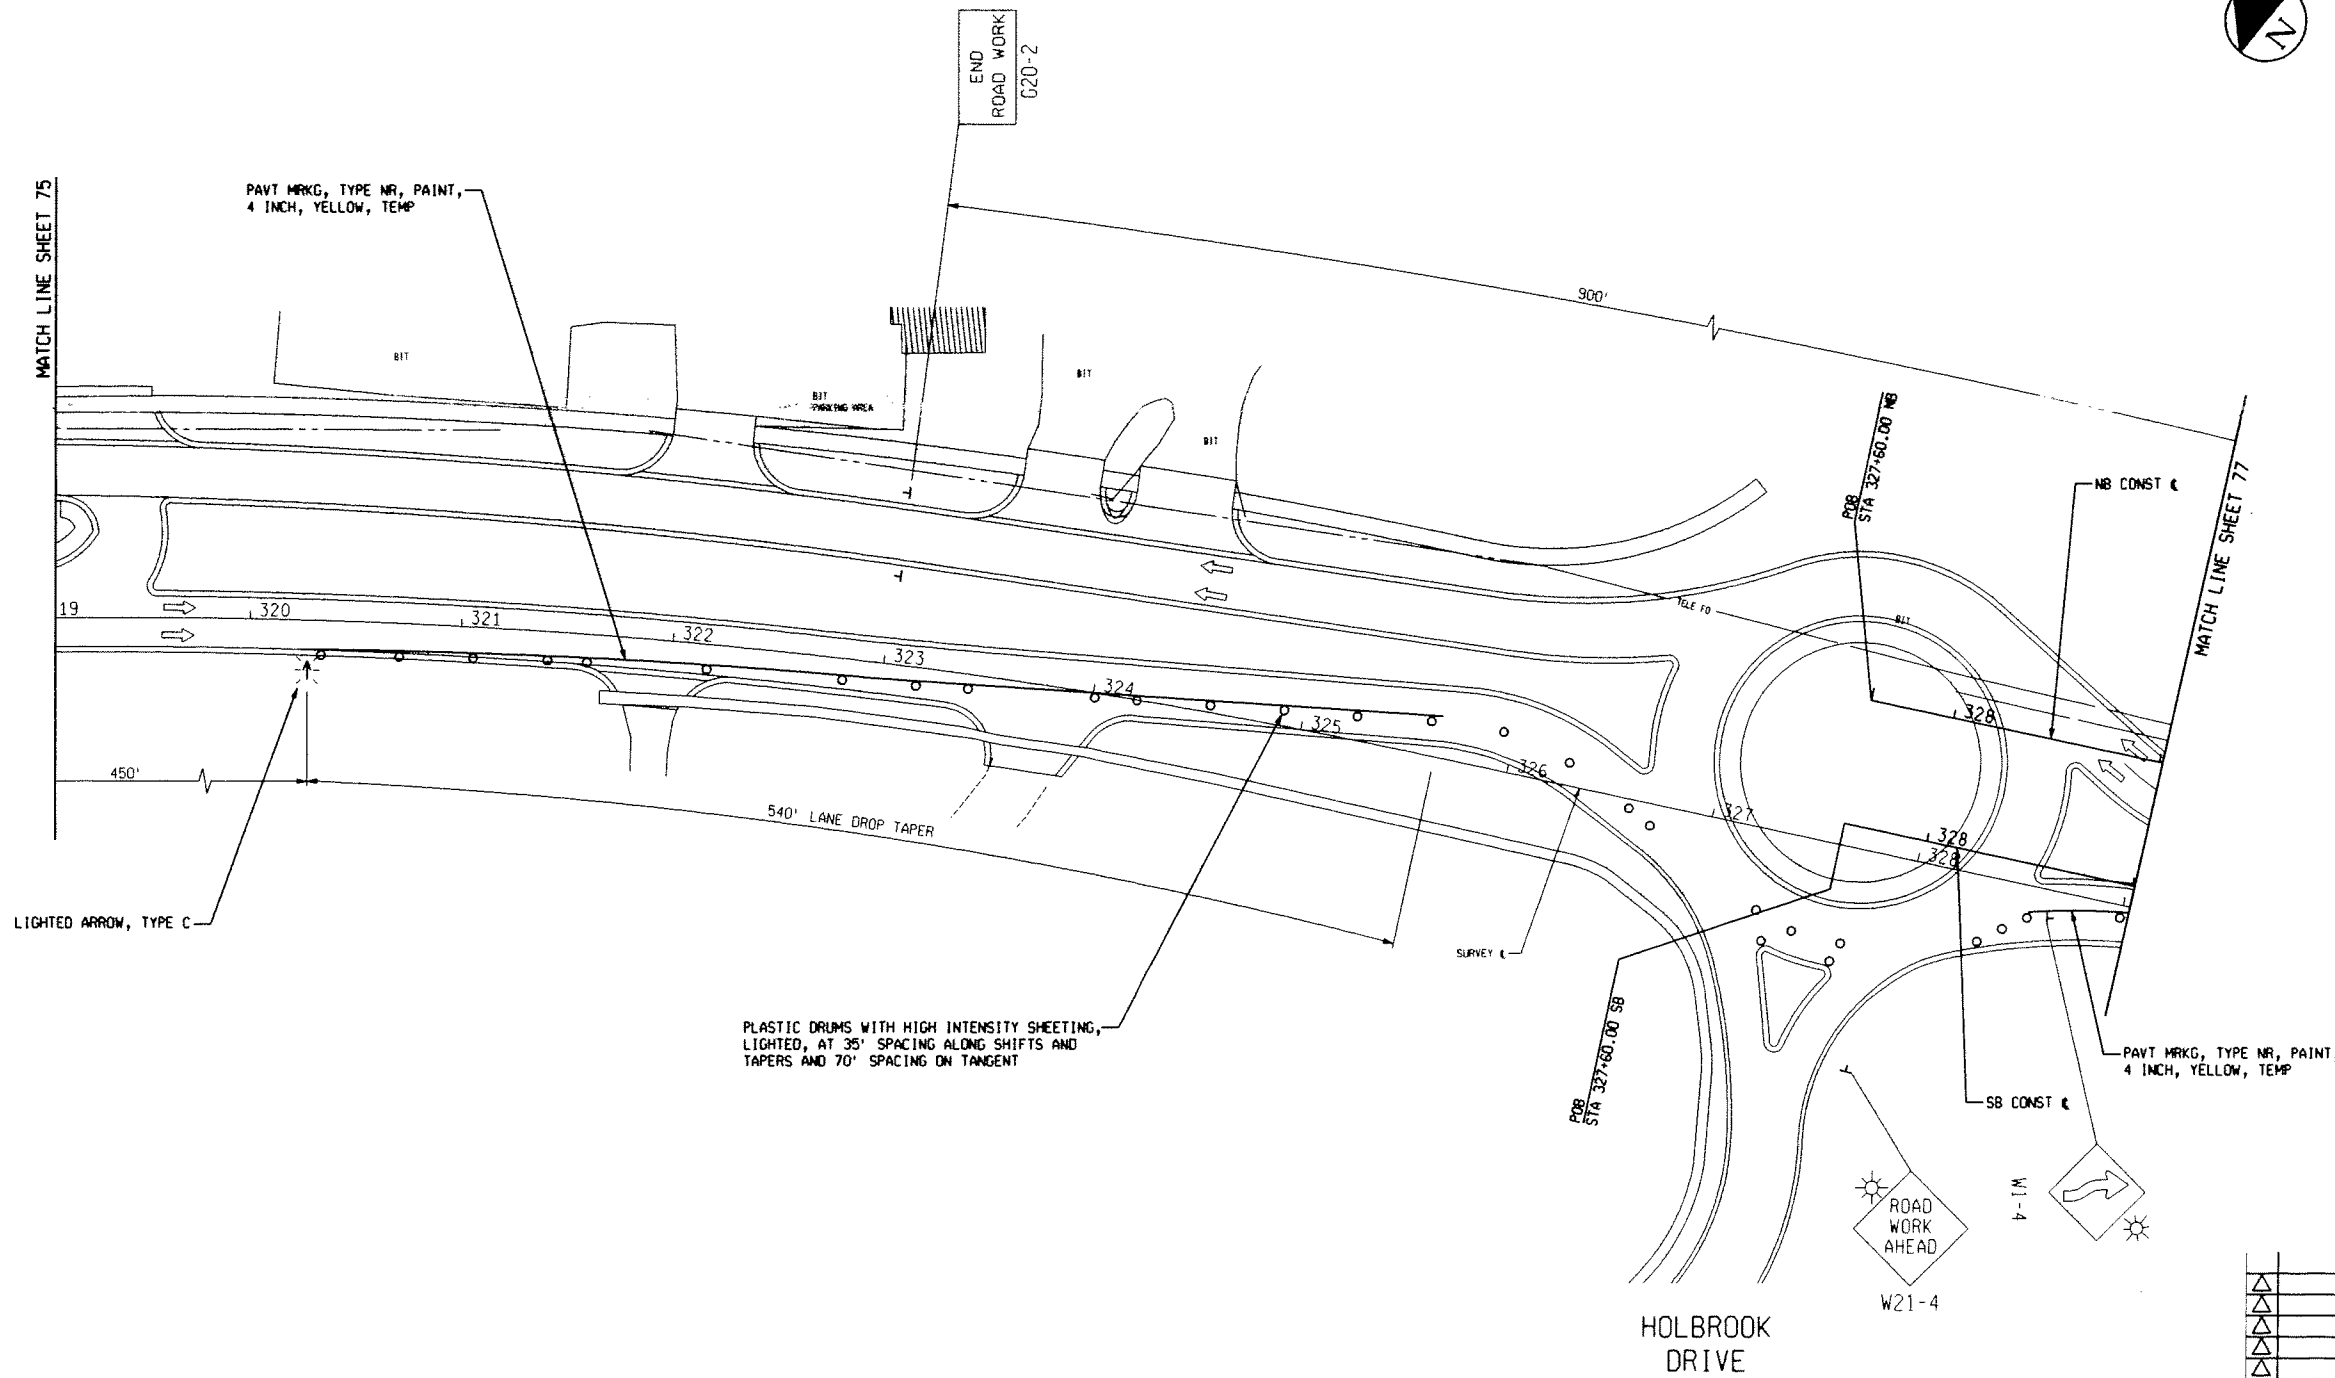 N
END
ROAD WORK
G20-2
MATCH LINE SHEET 75
PAVT MRKG, TYPE NR, PAINT,
4 INCH, YELLOW, TEMP
900'
BIT
BIT
PARKING AREA
BIT
BIT
POB
STA 327+60.00 NB
NB CONST ℄
MATCH LINE SHEET 77
TELE FO
BIT
19
320
321
322
323
324
325
326
327
328
328
328
450'
540' LANE DROP TAPER
LIGHTED ARROW, TYPE C
SURVEY ℄
PLASTIC DRUMS WITH HIGH INTENSITY SHEETING,
LIGHTED, AT 35' SPACING ALONG SHIFTS AND
TAPERS AND 70' SPACING ON TANGENT
POB
STA 327+60.00 SB
PAVT MRKG, TYPE NR, PAINT
4 INCH, YELLOW, TEMP
SB CONST ℄
W1-4
ROAD
WORK
AHEAD
W21-4
HOLBROOK
DRIVE